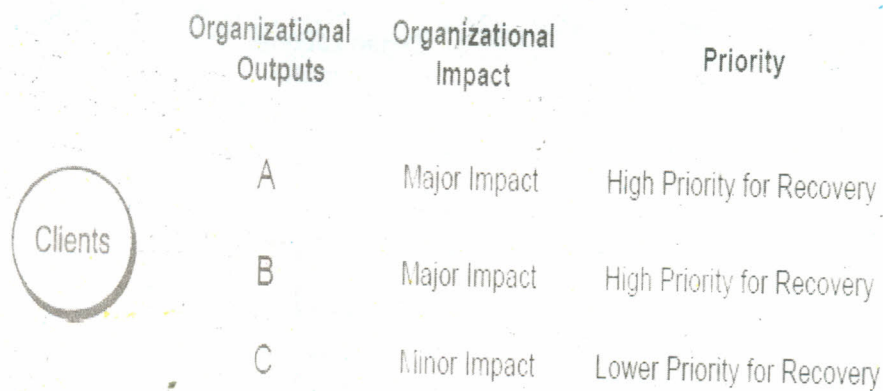 Organizational Outputs
Organizational Impact
Priority
Clients
A
Major Impact
High Priority for Recovery
B
Major Impact
High Priority for Recovery
C
Minor Impact
Lower Priority for Recovery